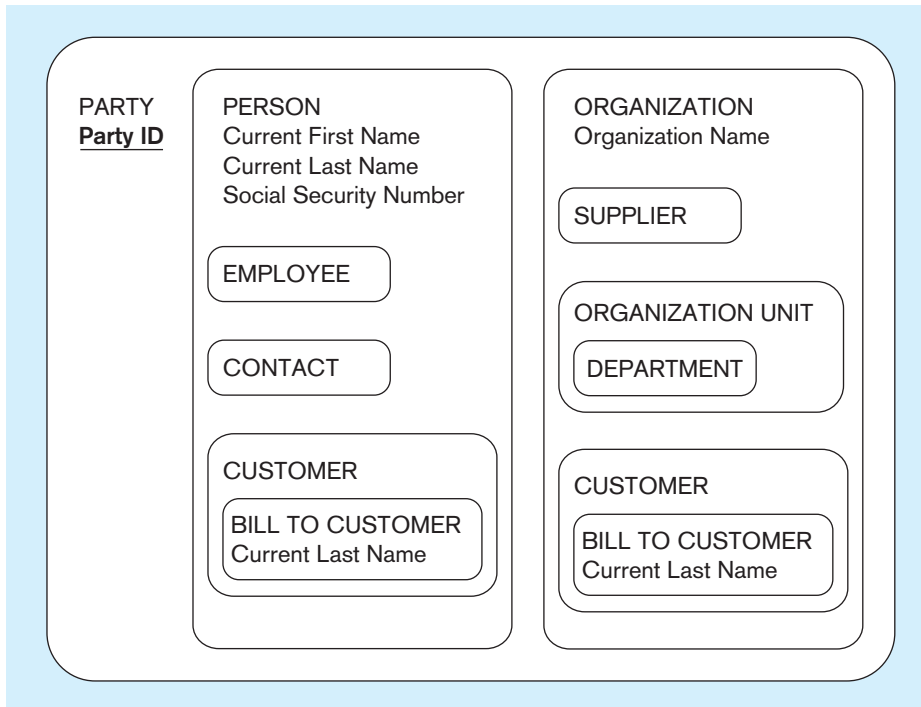 PARTY
Party ID
PERSON
Current First Name
Current Last Name
Social Security Number
EMPLOYEE
CONTACT
CUSTOMER
BILL TO CUSTOMER
Current Last Name
ORGANIZATION
Organization Name
SUPPLIER
ORGANIZATION UNIT
DEPARTMENT
CUSTOMER
BILL TO CUSTOMER
Current Last Name